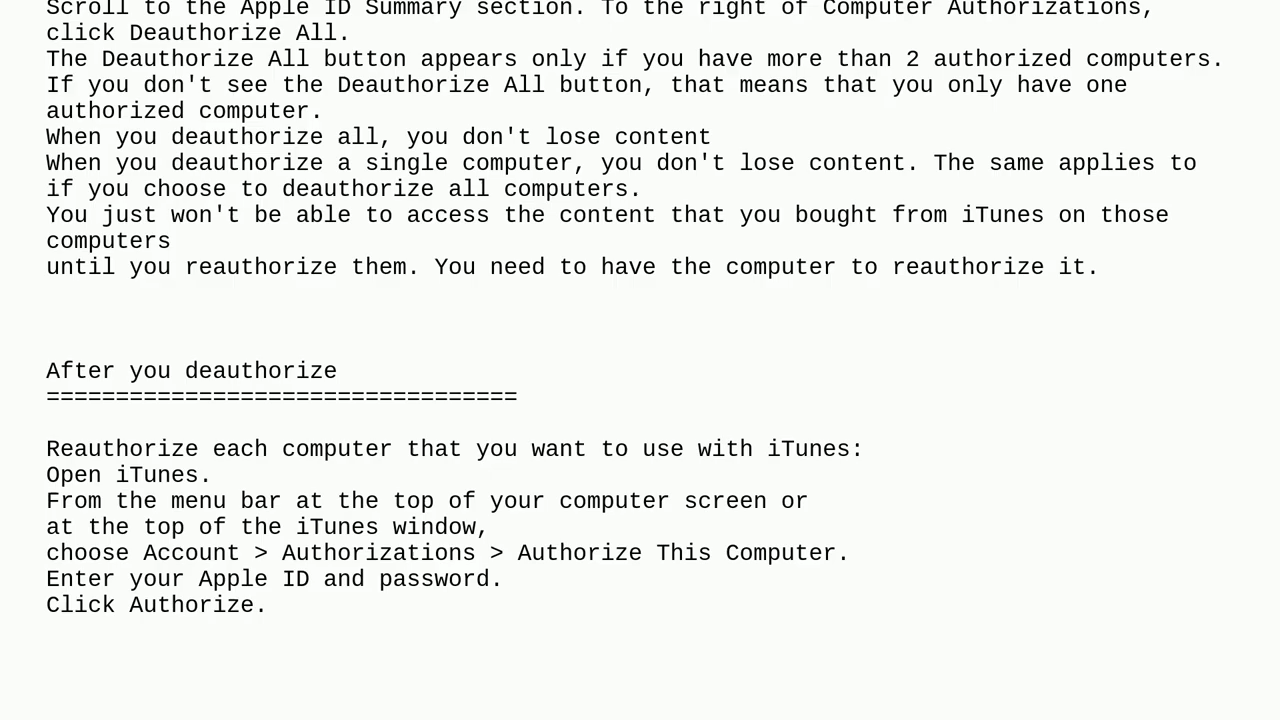 Scroll to the Apple ID Summary section. To the right of Computer Authorizations,
click Deauthorize All.
The Deauthorize All button appears only if you have more than 2 authorized computers.
If you don't see the Deauthorize All button, that means that you only have one
authorized computer.
When you deauthorize all, you don't lose content
When you deauthorize a single computer, you don't lose content. The same applies to
if you choose to deauthorize all computers.
You just won't be able to access the content that you bought from iTunes on those
computers
until you reauthorize them. You need to have the computer to reauthorize it.
After you deauthorize
==================================
Reauthorize each computer that you want to use with iTunes:
Open iTunes.
From the menu bar at the top of your computer screen or
at the top of the iTunes window,
choose Account > Authorizations > Authorize This Computer.
Enter your Apple ID and password.
Click Authorize.